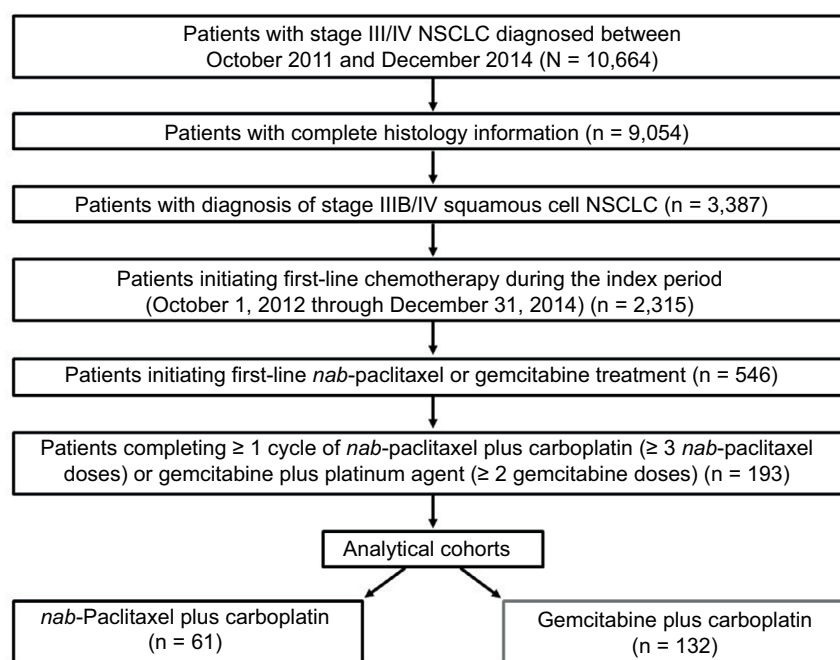 Patients with stage III/IV NSCLC diagnosed between
October 2011 and December 2014 (N = 10,664)
Patients with complete histology information (n = 9,054)
Patients with diagnosis of stage IIIB/IV squamous cell NSCLC (n = 3,387)
Patients initiating first-line chemotherapy during the index period
(October 1, 2012 through December 31, 2014) (n = 2,315)
Patients initiating first-line nab-paclitaxel or gemcitabine treatment (n = 546)
Patients completing ≥ 1 cycle of nab-paclitaxel plus carboplatin (≥ 3 nab-paclitaxel
doses) or gemcitabine plus platinum agent (≥ 2 gemcitabine doses) (n = 193)
Analytical cohorts
nab-Paclitaxel plus carboplatin
(n = 61)
Gemcitabine plus carboplatin
(n = 132)